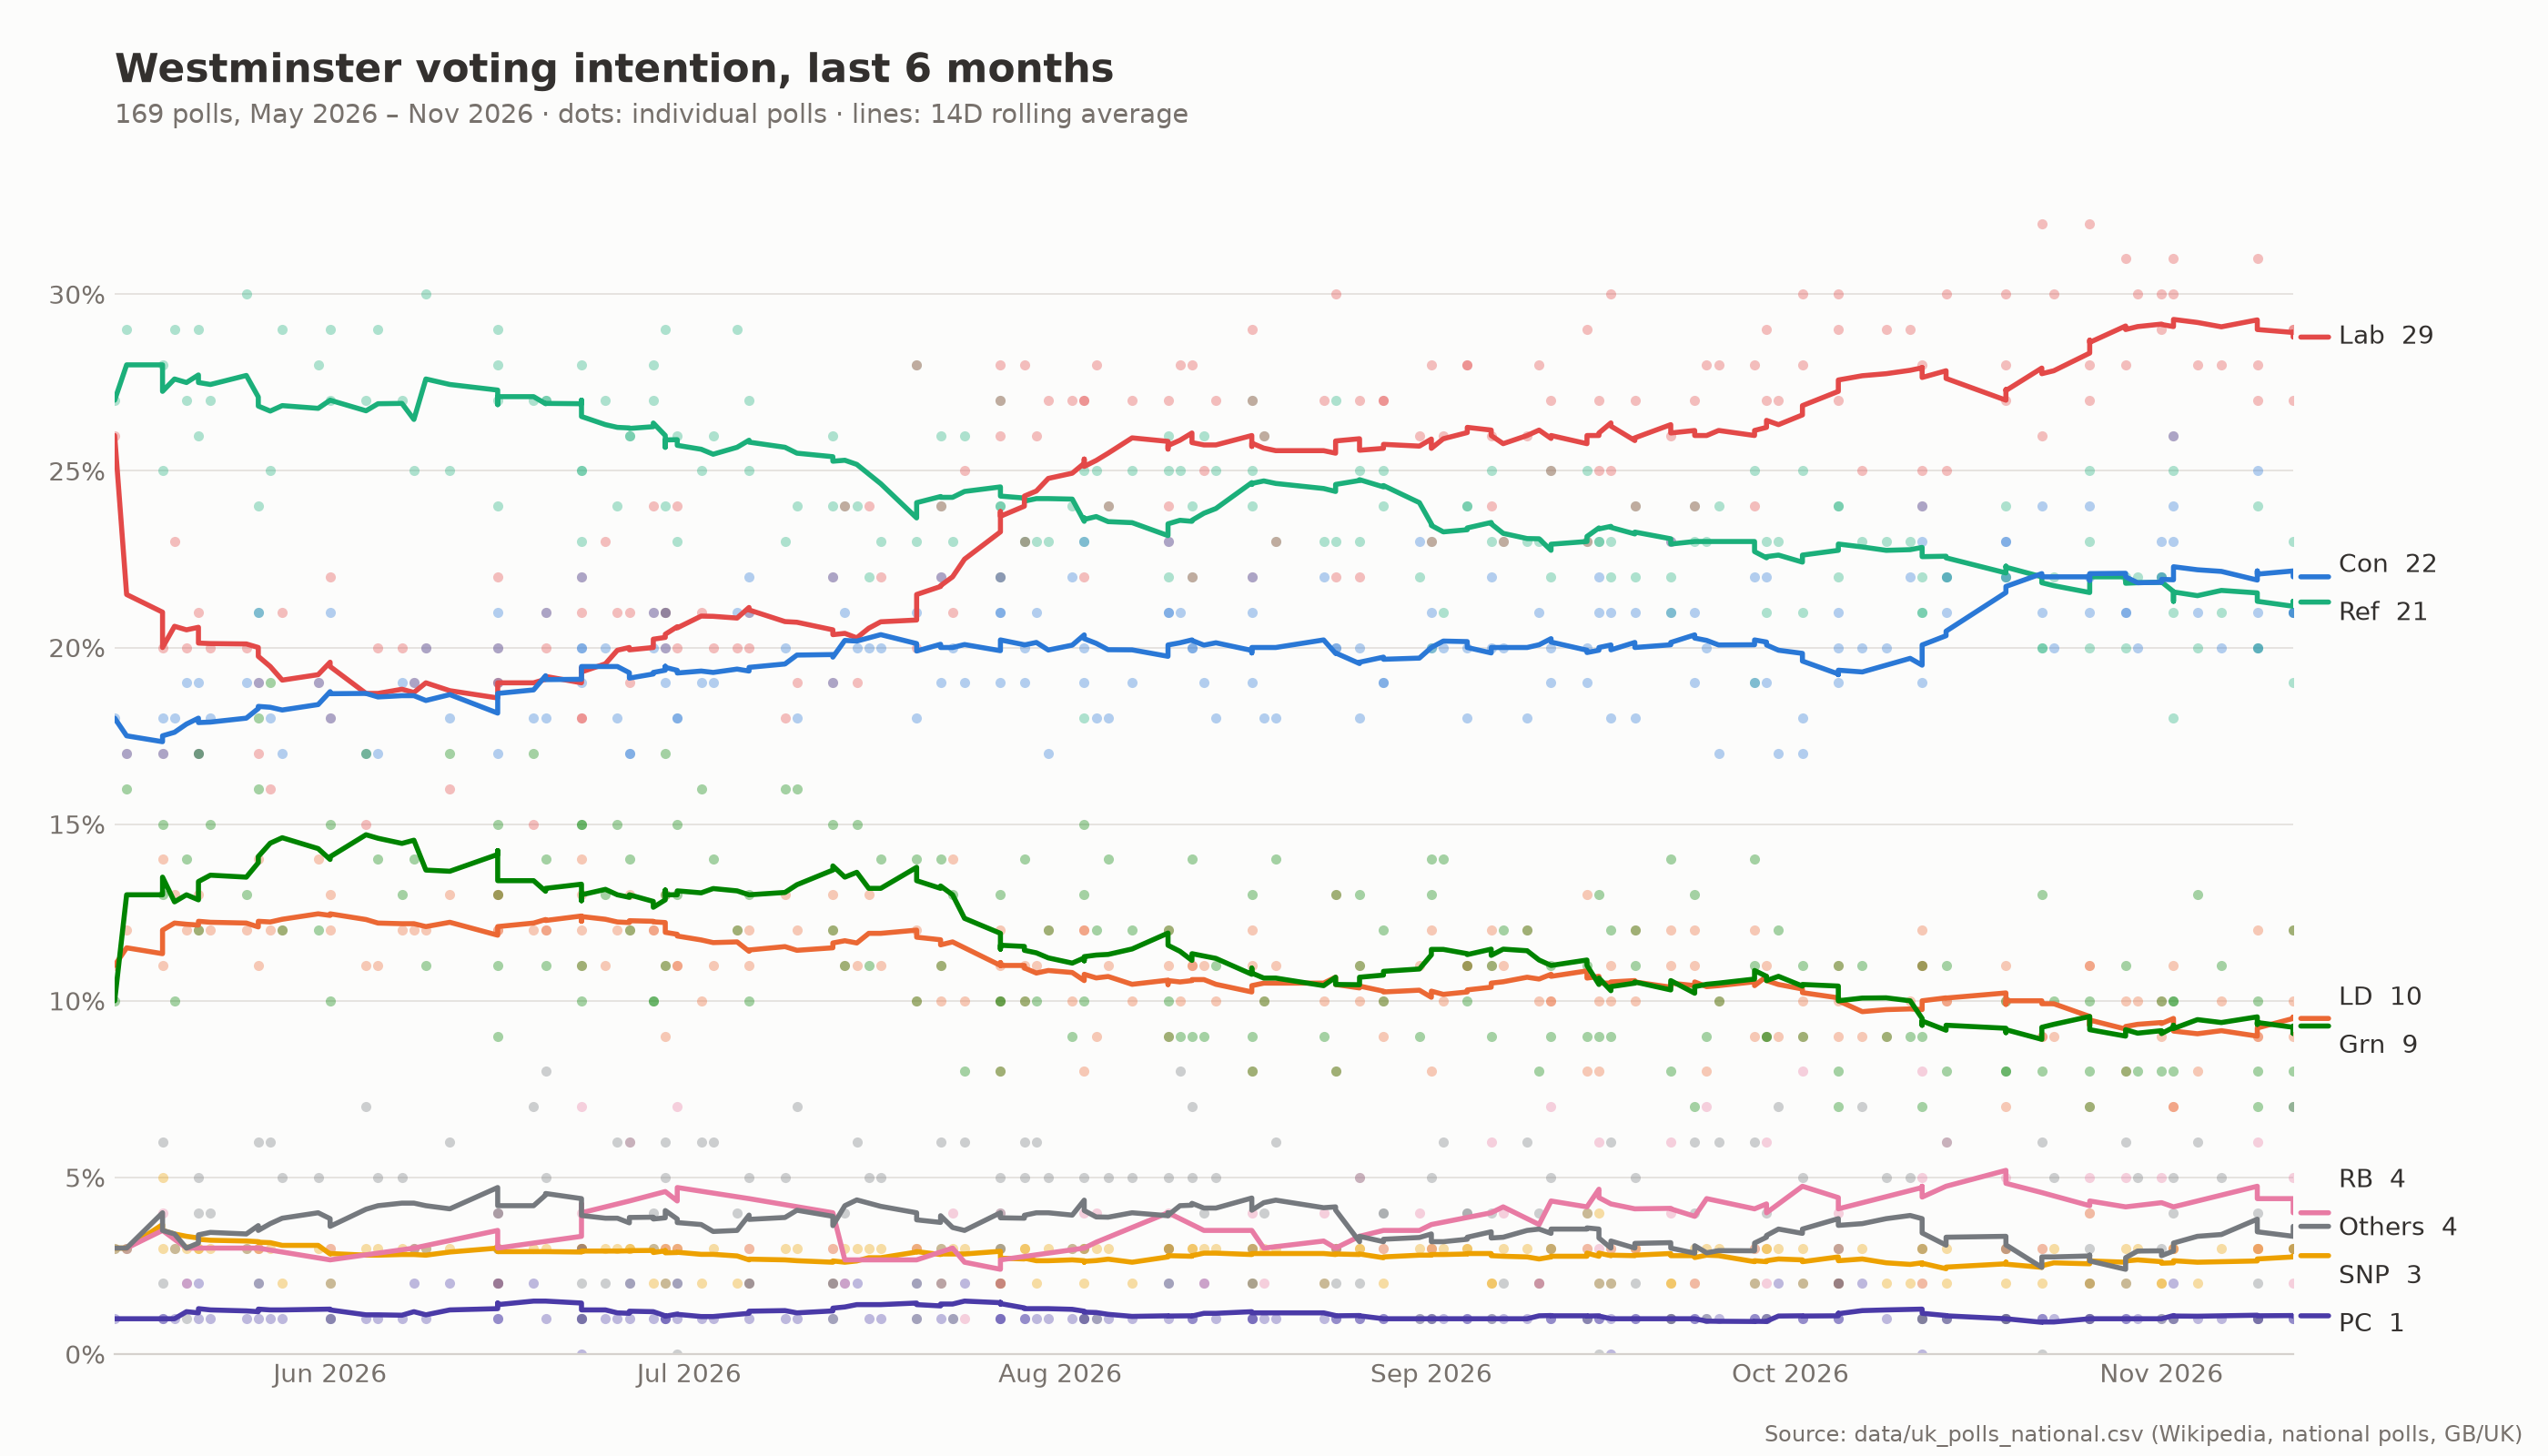 Westminster voting intention, last 6 months
169 polls, May 2026 – Nov 2026 · dots: individual polls · lines: 14D rolling average
30%
25%
20%
15%
10%
5%
0%
Lab 29
Con 22
Ref 21
LD 10
Grn 9
RB 4
Others 4
SNP 3
PC 1
Jun 2026
Jul 2026
Aug 2026
Sep 2026
Oct 2026
Nov 2026
Source: data/uk_polls_national.csv (Wikipedia, national polls, GB/UK)